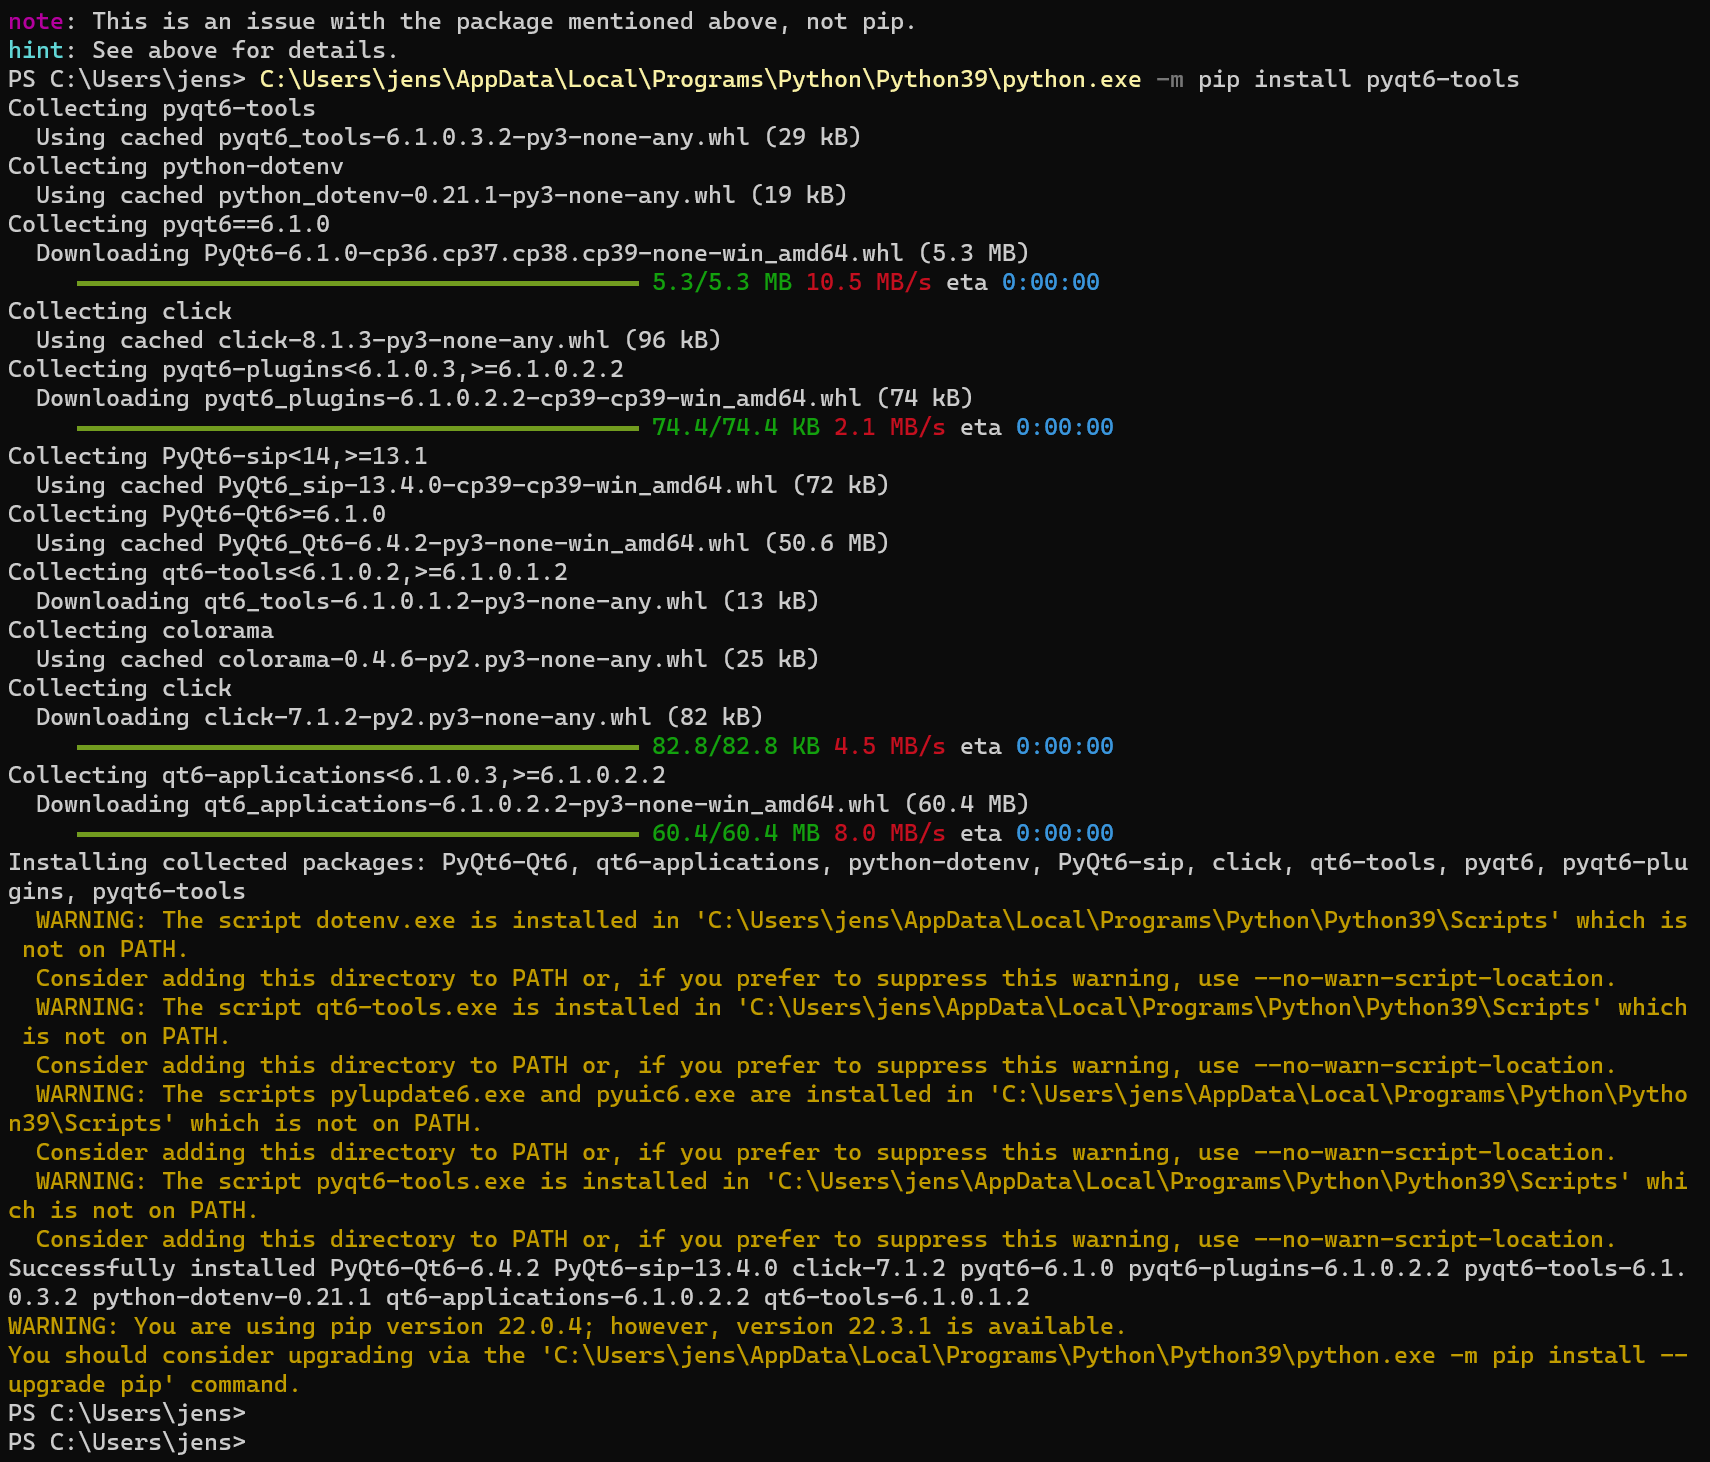 note: This is an issue with the package mentioned above, not pip.
hint: See above for details.
PS C:\Users\jens> C:\Users\jens\AppData\Local\Programs\Python\Python39\python.exe -m pip install pyqt6-tools
Collecting pyqt6-tools
  Using cached pyqt6_tools-6.1.0.3.2-py3-none-any.whl (29 kB)
Collecting python-dotenv
  Using cached python_dotenv-0.21.1-py3-none-any.whl (19 kB)
Collecting pyqt6==6.1.0
  Downloading PyQt6-6.1.0-cp36.cp37.cp38.cp39-none-win_amd64.whl (5.3 MB)
5.3/5.3 MB 10.5 MB/s eta 0:00:00
Collecting click
  Using cached click-8.1.3-py3-none-any.whl (96 kB)
Collecting pyqt6-plugins<6.1.0.3,>=6.1.0.2.2
  Downloading pyqt6_plugins-6.1.0.2.2-cp39-cp39-win_amd64.whl (74 kB)
74.4/74.4 KB 2.1 MB/s eta 0:00:00
Collecting PyQt6-sip<14,>=13.1
  Using cached PyQt6_sip-13.4.0-cp39-cp39-win_amd64.whl (72 kB)
Collecting PyQt6-Qt6>=6.1.0
  Using cached PyQt6_Qt6-6.4.2-py3-none-win_amd64.whl (50.6 MB)
Collecting qt6-tools<6.1.0.2,>=6.1.0.1.2
  Downloading qt6_tools-6.1.0.1.2-py3-none-any.whl (13 kB)
Collecting colorama
  Using cached colorama-0.4.6-py2.py3-none-any.whl (25 kB)
Collecting click
  Downloading click-7.1.2-py2.py3-none-any.whl (82 kB)
82.8/82.8 KB 4.5 MB/s eta 0:00:00
Collecting qt6-applications<6.1.0.3,>=6.1.0.2.2
  Downloading qt6_applications-6.1.0.2.2-py3-none-win_amd64.whl (60.4 MB)
60.4/60.4 MB 8.0 MB/s eta 0:00:00
Installing collected packages: PyQt6-Qt6, qt6-applications, python-dotenv, PyQt6-sip, click, qt6-tools, pyqt6, pyqt6-plu
gins, pyqt6-tools
  WARNING: The script dotenv.exe is installed in 'C:\Users\jens\AppData\Local\Programs\Python\Python39\Scripts' which is
 not on PATH.
  Consider adding this directory to PATH or, if you prefer to suppress this warning, use --no-warn-script-location.
  WARNING: The script qt6-tools.exe is installed in 'C:\Users\jens\AppData\Local\Programs\Python\Python39\Scripts' which
 is not on PATH.
  Consider adding this directory to PATH or, if you prefer to suppress this warning, use --no-warn-script-location.
  WARNING: The scripts pylupdate6.exe and pyuic6.exe are installed in 'C:\Users\jens\AppData\Local\Programs\Python\Pytho
n39\Scripts' which is not on PATH.
  Consider adding this directory to PATH or, if you prefer to suppress this warning, use --no-warn-script-location.
  WARNING: The script pyqt6-tools.exe is installed in 'C:\Users\jens\AppData\Local\Programs\Python\Python39\Scripts' whi
ch is not on PATH.
  Consider adding this directory to PATH or, if you prefer to suppress this warning, use --no-warn-script-location.
Successfully installed PyQt6-Qt6-6.4.2 PyQt6-sip-13.4.0 click-7.1.2 pyqt6-6.1.0 pyqt6-plugins-6.1.0.2.2 pyqt6-tools-6.1.
0.3.2 python-dotenv-0.21.1 qt6-applications-6.1.0.2.2 qt6-tools-6.1.0.1.2
WARNING: You are using pip version 22.0.4; however, version 22.3.1 is available.
You should consider upgrading via the 'C:\Users\jens\AppData\Local\Programs\Python\Python39\python.exe -m pip install --
upgrade pip' command.
PS C:\Users\jens>
PS C:\Users\jens>